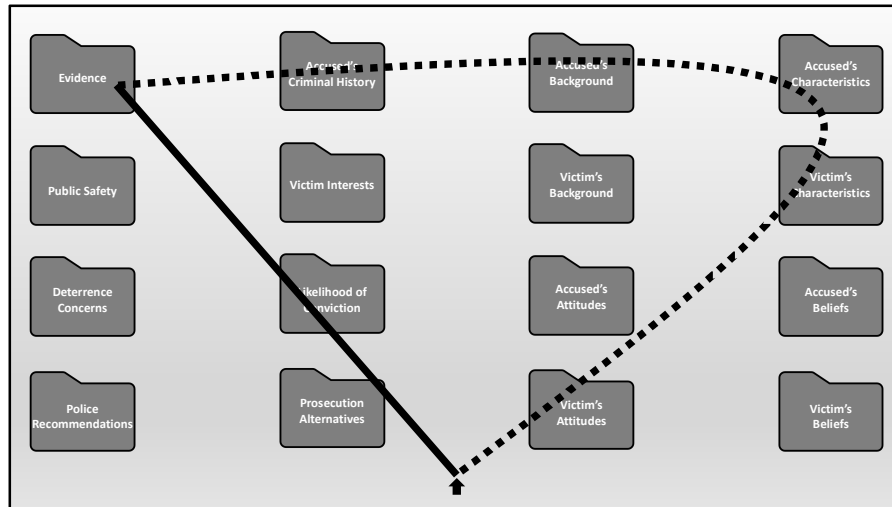 Evidence
Accused's
Criminal History
Accused's
Background
Accused's
Characteristics
Public Safety
Victim Interests
Victim's
Background
Victim's
Characteristics
Deterrence
Concerns
Likelihood of
Conviction
Accused's
Attitudes
Accused's
Beliefs
Police
Recommendations
Prosecution
Alternatives
Victim's
Attitudes
Victim's
Beliefs